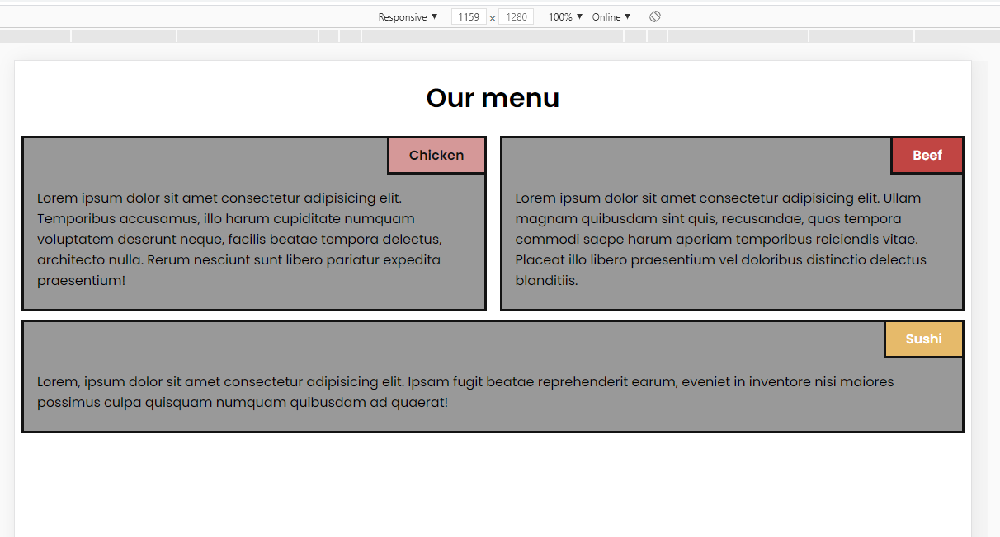 Responsive ▼ 1159 × 1280 100% ▼ Online ▼
Our menu
Chicken
Lorem ipsum dolor sit amet consectetur adipisicing elit.
Temporibus accusamus, illo harum cupiditate numquam
voluptatem deserunt neque, facilis beatae tempora delectus,
architecto nulla. Rerum nesciunt sunt libero pariatur expedita
praesentium!
Beef
Lorem ipsum dolor sit amet consectetur adipisicing elit. Ullam
magnam quibusdam sint quis, recusandae, quos tempora
commodi saepe harum aperiam temporibus reiciendis vitae.
Placeat illo libero praesentium vel doloribus distinctio delectus
blanditiis.
Sushi
Lorem, ipsum dolor sit amet consectetur adipisicing elit. Ipsam fugit beatae reprehenderit earum, eveniet in inventore nisi maiores
possimus culpa quisquam numquam quibusdam ad quaerat!